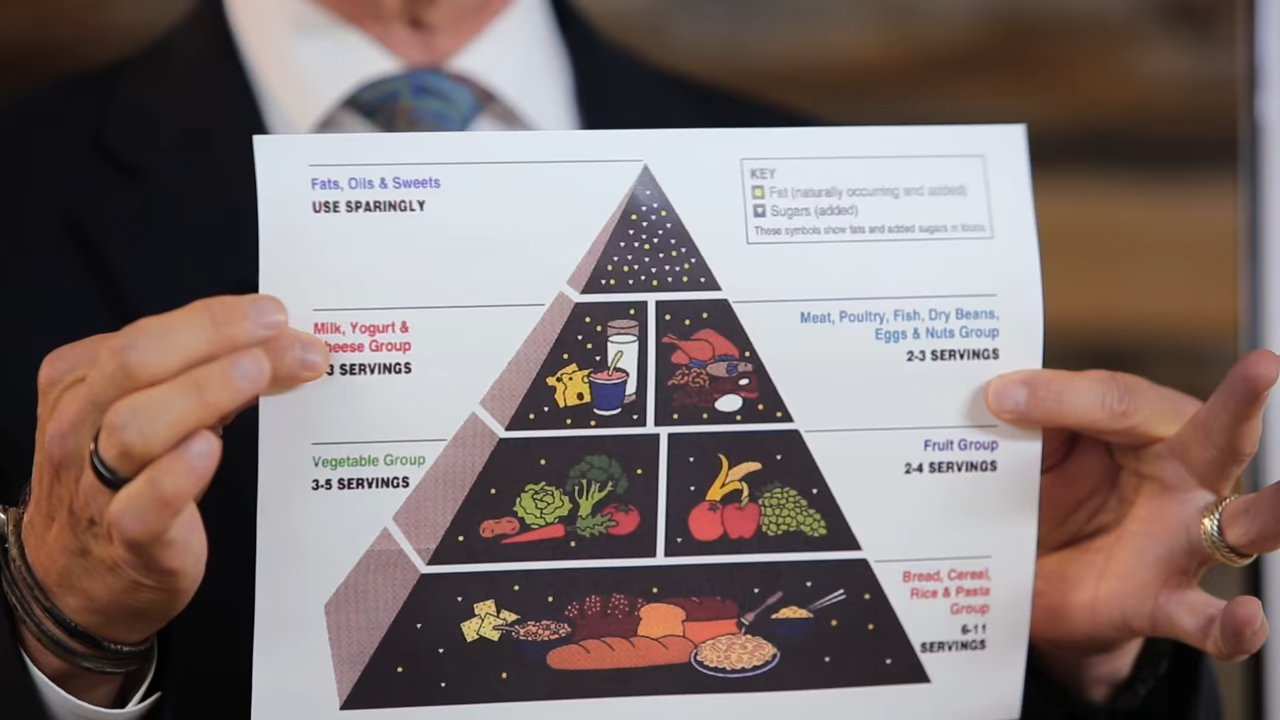 Fats, Oils & Sweets
USE SPARINGLY
KEY
Fat (naturally occurring and added)
Sugars (added)
These symbols show fats and added sugars in foods.
Milk, Yogurt &
heese Group
3 SERVINGS
Meat, Poultry, Fish, Dry Beans,
Eggs & Nuts Group
2-3 SERVINGS
Vegetable Group
3-5 SERVINGS
Fruit Group
2-4 SERVINGS
Bread, Cereal,
Rice & Pasta
Group
6-11
SERVINGS